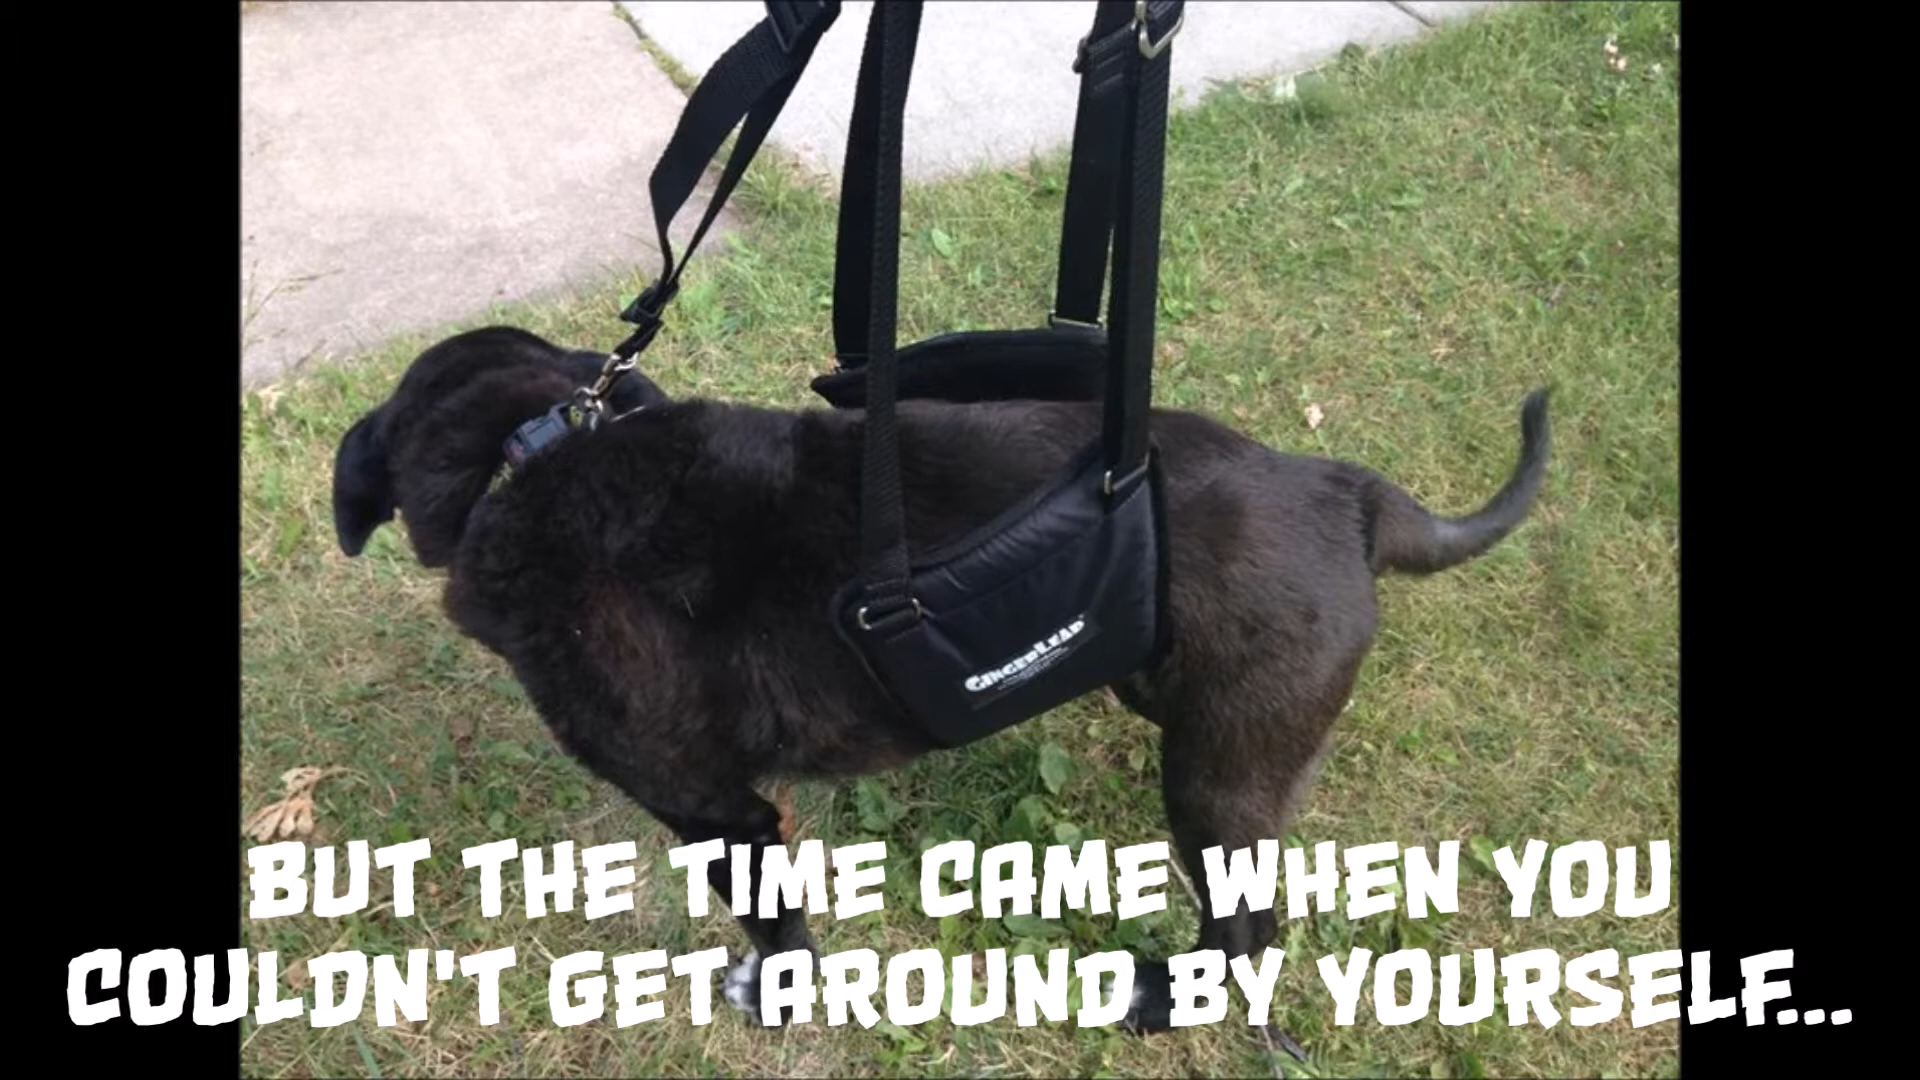 GINGERLEAD
BUT THE TIME CAME WHEN YOU
COULDN'T GET AROUND BY YOURSELF...